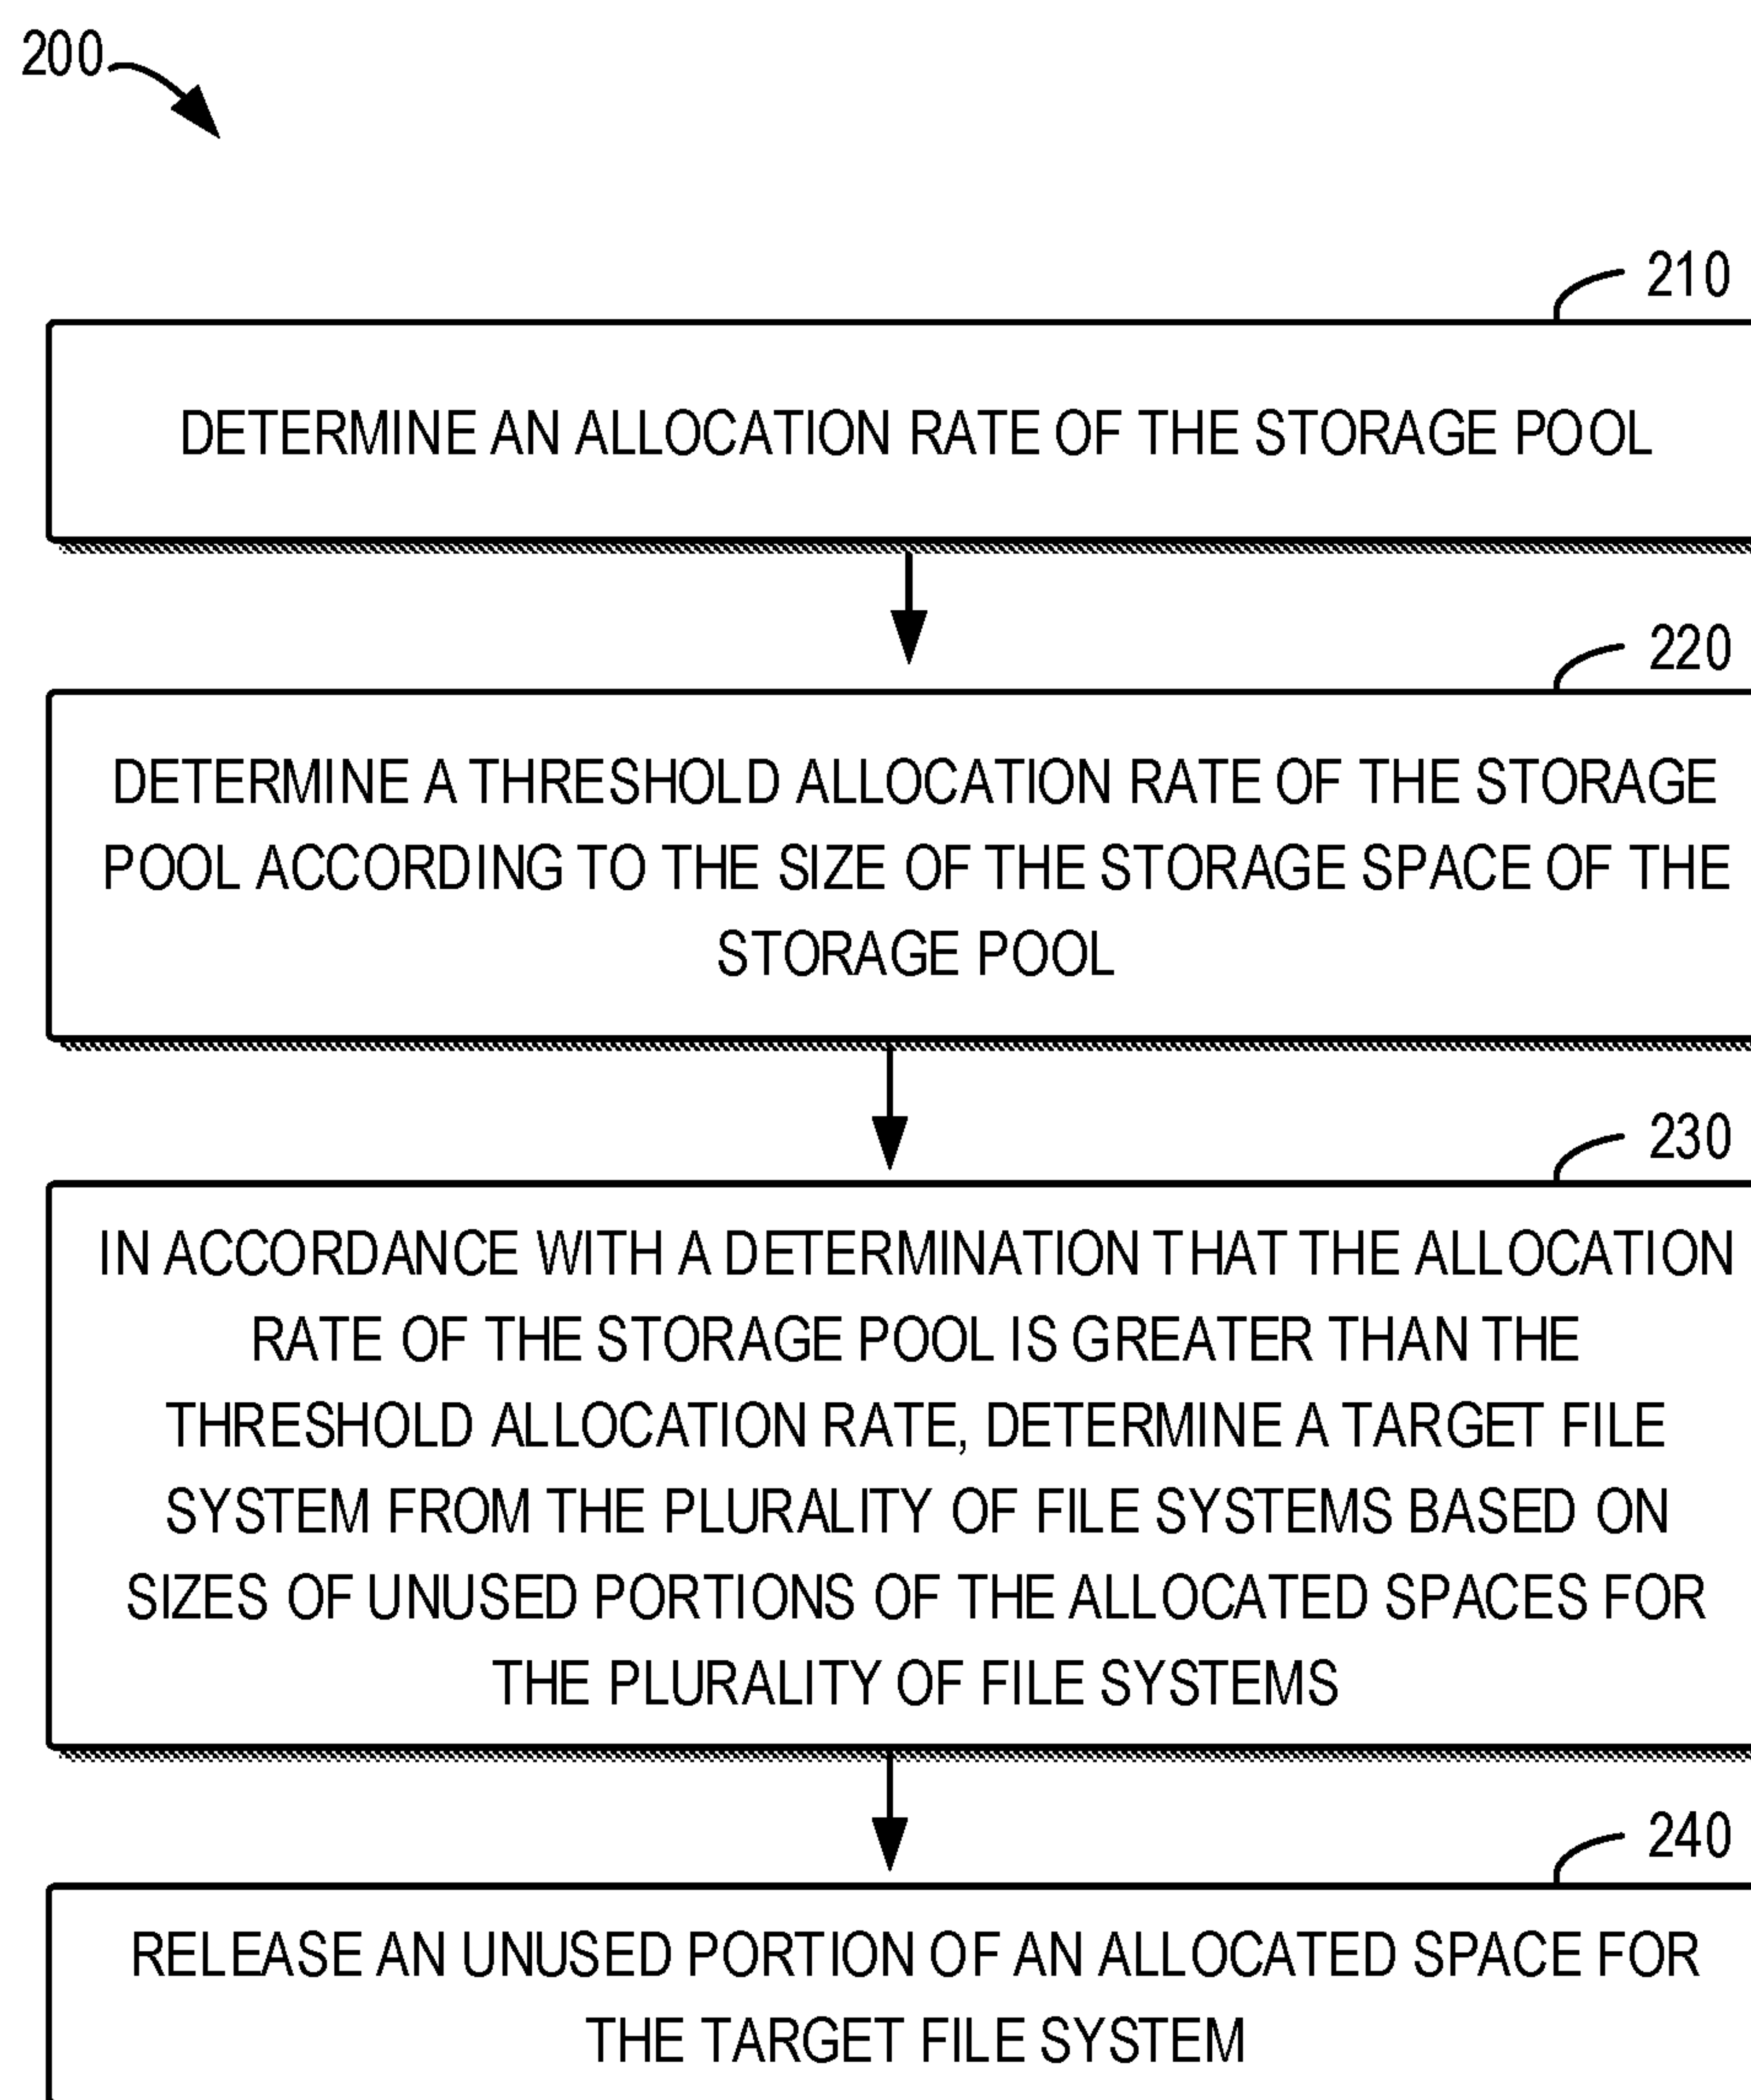 200
210
DETERMINE AN ALLOCATION RATE OF THE STORAGE POOL
220
DETERMINE A THRESHOLD ALLOCATION RATE OF THE STORAGE
POOL ACCORDING TO THE SIZE OF THE STORAGE SPACE OF THE
STORAGE POOL
230
IN ACCORDANCE WITH A DETERMINATION THAT THE ALLOCATION
RATE OF THE STORAGE POOL IS GREATER THAN THE
THRESHOLD ALLOCATION RATE, DETERMINE A TARGET FILE
SYSTEM FROM THE PLURALITY OF FILE SYSTEMS BASED ON
SIZES OF UNUSED PORTIONS OF THE ALLOCATED SPACES FOR
THE PLURALITY OF FILE SYSTEMS
240
RELEASE AN UNUSED PORTION OF AN ALLOCATED SPACE FOR
THE TARGET FILE SYSTEM